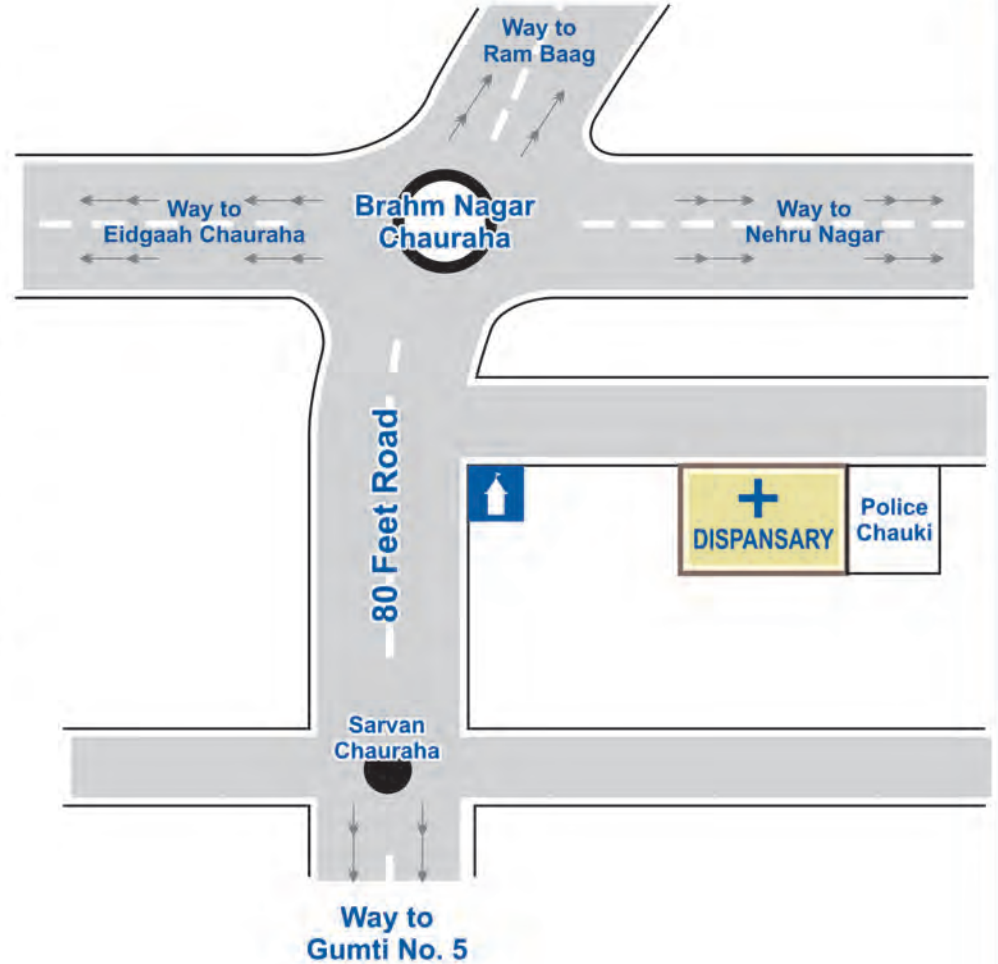 Way to
Ram Baag
Way to
Eidgaah Chauraha
Brahm Nagar
Chauraha
Way to
Nehru Nagar
80 Feet Road
DISPANSARY
Police
Chauki
Sarvan
Chauraha
Way to
Gumti No. 5